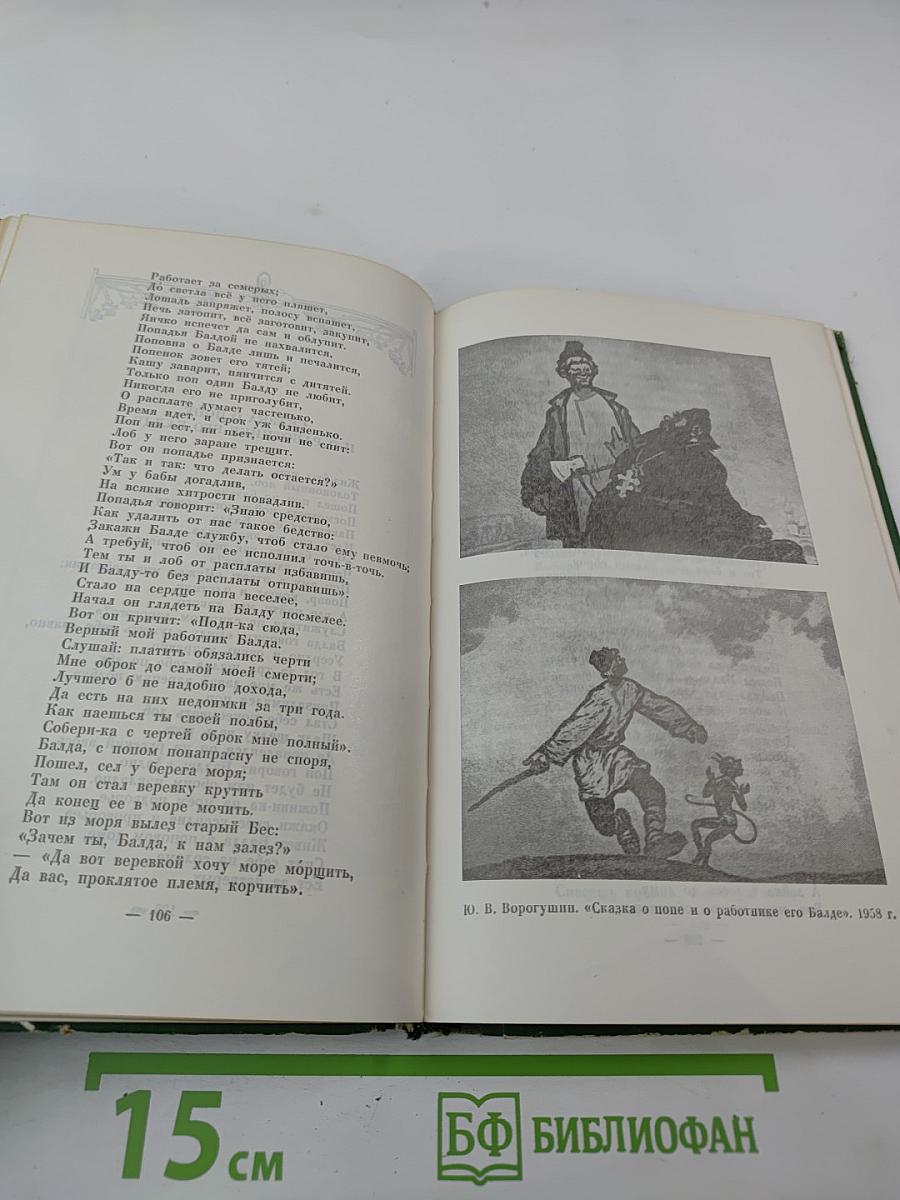 Работает за семерых;
До́ светла всё у него пляшет,
Лошадь запряжет, полосу вспашет,
Печь затопит, всё заготовит, закупит,
Яичко испечет да сам и облупит.
Попадья Балдой не нахвалится,
Поповна о Балде лишь и печалится,
Попенок зовет его тятей;
Кашу заварит, нянчится с дитятей.
Только поп один Балду не любит,
Никогда его не приголубит,
О расплате думает частенько,
Время идет, и срок уж близенько.
Поп ни ест, ни пьет, ночи не спит:
Лоб у него заране трещит.
Вот он попадье признается:
«Так и так: что делать остается?»
Ум у бабы догадлив,
На всякие хитрости повадлив.
Попадья говорит: «Знаю средство,
Как удалить от нас такое бедство:
Закажи Балде службу, чтоб стало ему невмочь;
А требуй, чтоб он ее исполнил точь-в-точь.
Тем ты и лоб от расплаты избавишь,
И Балду-то без расплаты отправишь».
Стало на сердце попа веселее,
Начал он глядеть на Балду посмелее.
Вот он кричит: «Поди-ка сюда,
Верный мой работник Балда.
Слушай: платить обязались черти
Мне оброк до самой моей смерти;
Лучшего б не надобно дохода,
Да есть на них недоимки за три года.
Как наешься ты своей полбы,
Собери-ка с чертей оброк мне полный».
Балда, с попом понапрасну не споря,
Пошел, сел у берега моря;
Там он стал веревку крутить
Да конец ее в море мочить.
Вот из моря вылез старый Бес:
«Зачем ты, Балда, к нам залез?»
— «Да вот веревкой хочу море мо́рщить,
Да вас, проклятое племя, корчить».
— 106 —
Ю. В. Ворогушин. «Сказка о попе и о работнике его Балде». 1958 г.
15 см
БФ БИБЛИОФАН